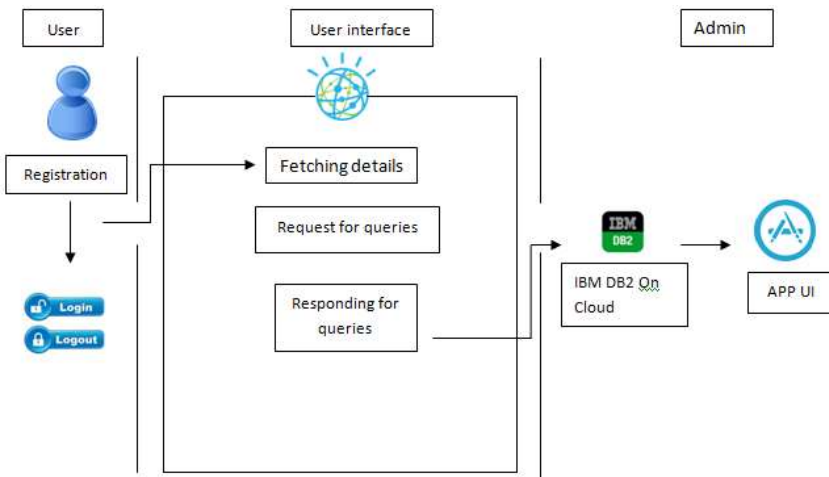 User
User interface
Admin
Registration
Fetching details
Request for queries
Responding for
queries
Login
Logout
IBM
DB2
IBM DB2 On
Cloud
APP UI